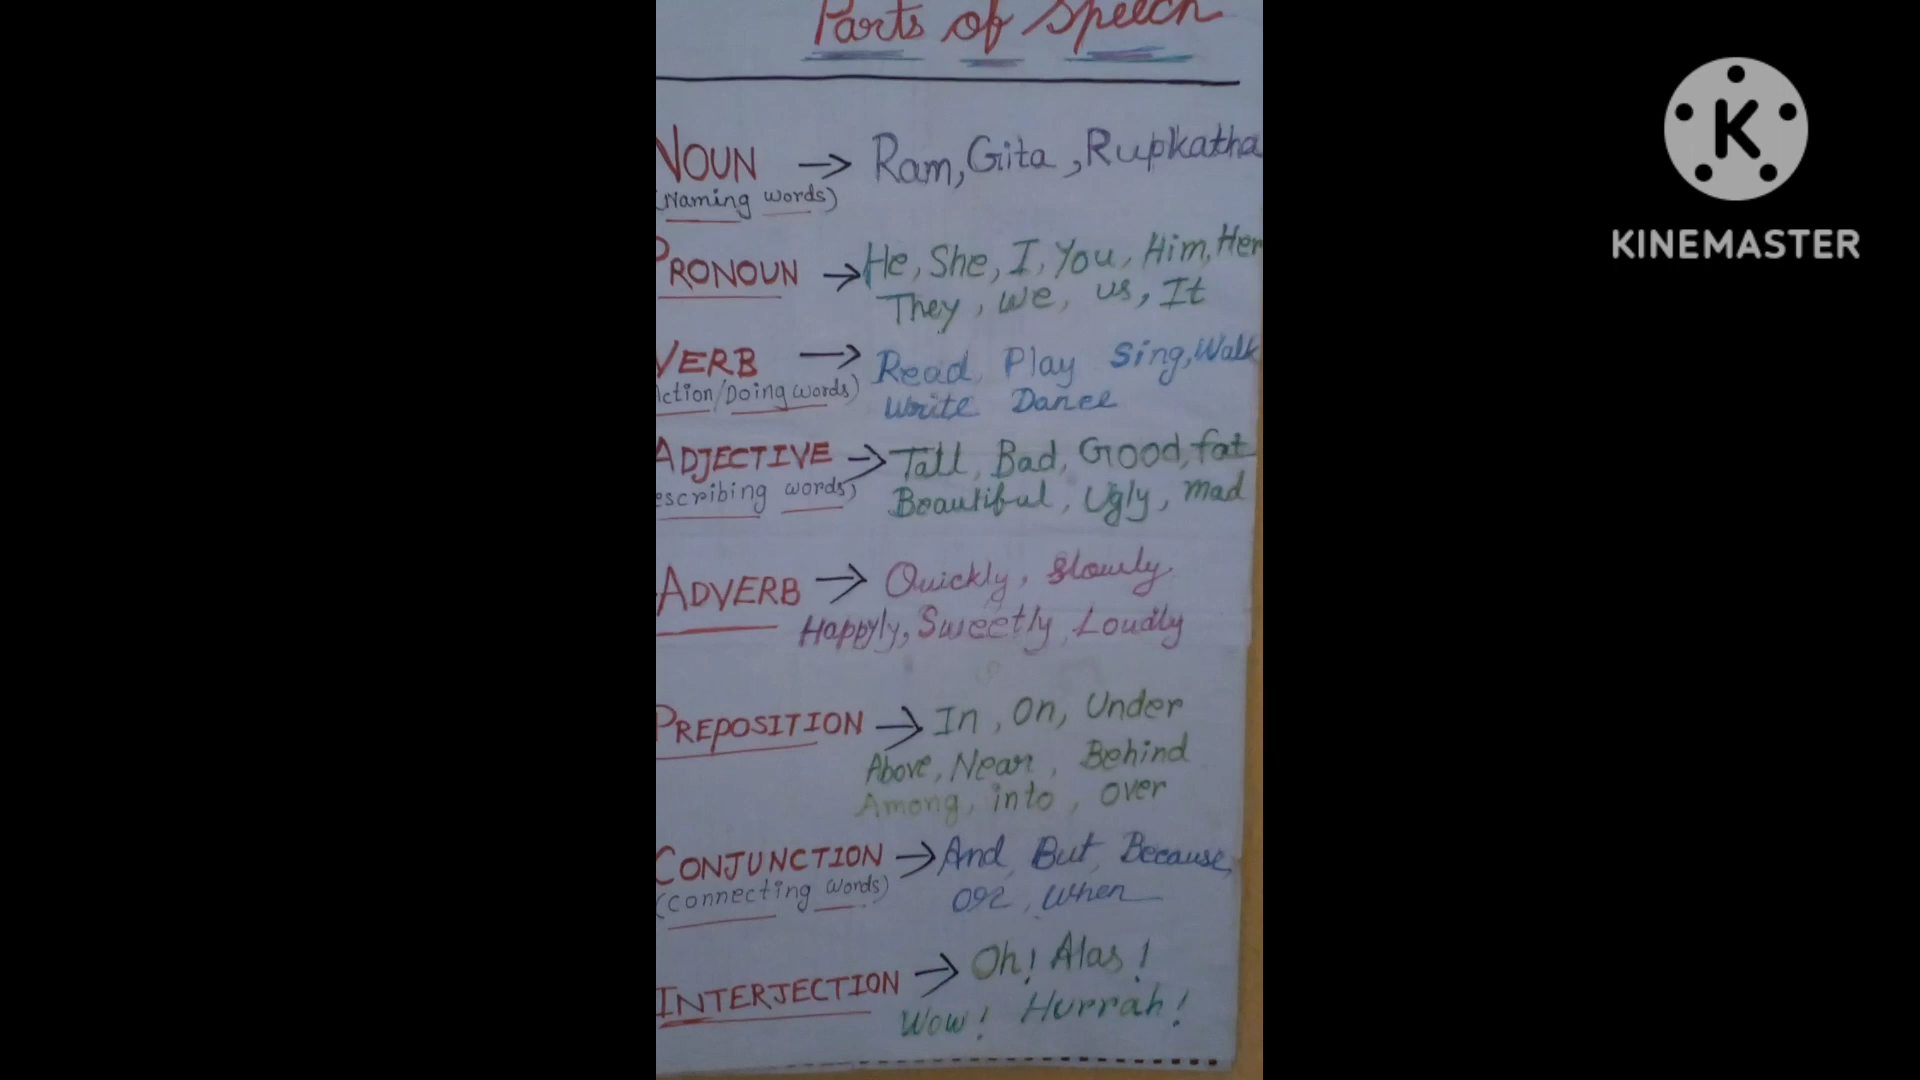 Parts of Speech
NOUN → Ram, Gita, Rupkatha
(Naming words)
PRONOUN → He, She, I, You, Him, Her
They, we, us, It
VERB → Read, Play Sing, Walk
ction/Doing words) Write Dance
ADJECTIVE → Tall, Bad, Good, fat
escribing words) Beautiful, Ugly, mad
ADVERB → Quickly, Slowly
Happyly, Sweetly, Loudly
PREPOSITION → In, On, Under
Above, Near, Behind
Among, into, over
CONJUNCTION → And, But, Because,
(connecting words) or, when
INTERJECTION → Oh! Alas!
Wow! Hurrah!
K
KINEMASTER